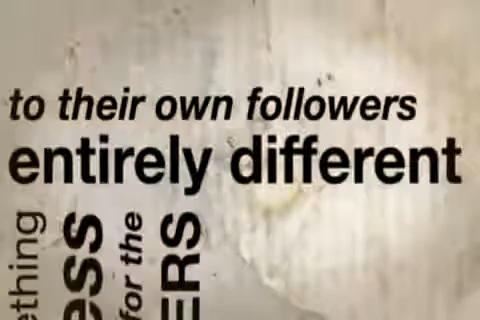 to their own followers
entirely different
ething
ess
for the
ERS